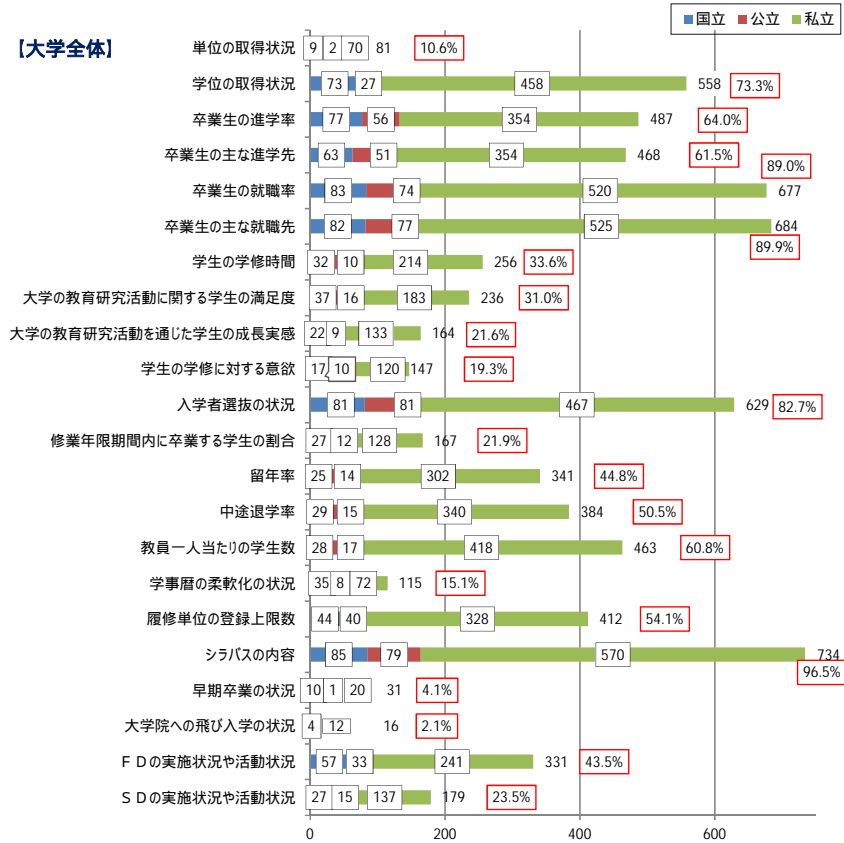 ■国立 ■公立 ■私立
【大学全体】
単位の取得状況 9 2 70 81 10.6%
学位の取得状況 73 27 458 558 73.3%
卒業生の進学率 77 56 354 487 64.0%
卒業生の主な進学先 63 51 354 468 61.5%
89.0%
卒業生の就職率 83 74 520 677
卒業生の主な就職先 82 77 525 684
89.9%
学生の学修時間 32 10 214 256 33.6%
大学の教育研究活動に関する学生の満足度 37 16 183 236 31.0%
大学の教育研究活動を通じた学生の成長実感 22 9 133 164 21.6%
学生の学修に対する意欲 17 10 120 147 19.3%
入学者選抜の状況 81 81 467 629 82.7%
修業年限期間内に卒業する学生の割合 27 12 128 167 21.9%
留年率 25 14 302 341 44.8%
中途退学率 29 15 340 384 50.5%
教員一人当たりの学生数 28 17 418 463 60.8%
学事暦の柔軟化の状況 35 8 72 115 15.1%
履修単位の登録上限数 44 40 328 412 54.1%
シラバスの内容 85 79 570 734
96.5%
早期卒業の状況 10 1 20 31 4.1%
大学院への飛び入学の状況 4 12 16 2.1%
ＦＤの実施状況や活動状況 57 33 241 331 43.5%
ＳＤの実施状況や活動状況 27 15 137 179 23.5%
0 200 400 600